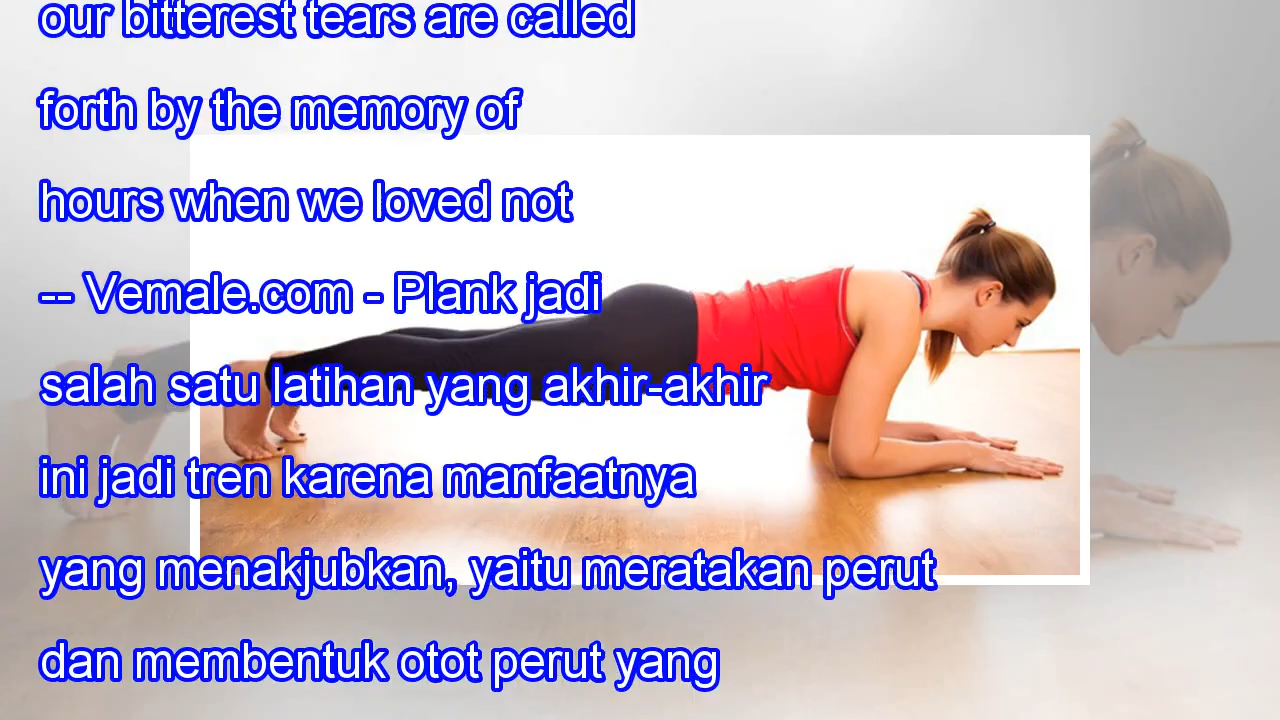 our bitterest tears are called
forth by the memory of
hours when we loved not
-- Vemale.com - Plank jadi
salah satu latihan yang akhir-akhir
ini jadi tren karena manfaatnya
yang menakjubkan, yaitu meratakan perut
dan membentuk otot perut yang